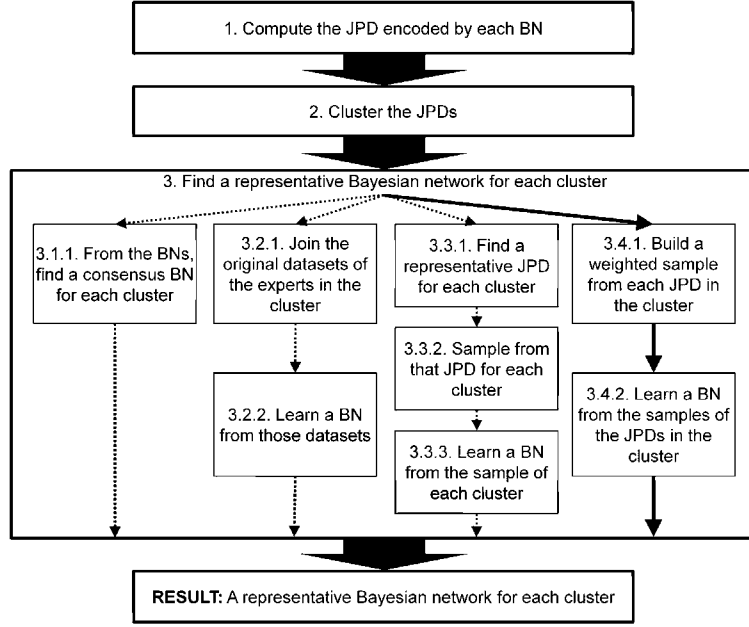 1. Compute the JPD encoded by each BN
2. Cluster the JPDs
3. Find a representative Bayesian network for each cluster
3.1.1. From the BNs,
find a consensus BN
for each cluster
3.2.1. Join the
original datasets of
the experts in the
cluster
3.2.2. Learn a BN
from those datasets
3.3.1. Find a
representative JPD
for each cluster
3.3.2. Sample from
that JPD for each
cluster
3.3.3. Learn a BN
from the sample of
each cluster
3.4.1. Build a
weighted sample
from each JPD in
the cluster
3.4.2. Learn a BN
from the samples of
the JPDs in the
cluster
RESULT: A representative Bayesian network for each cluster